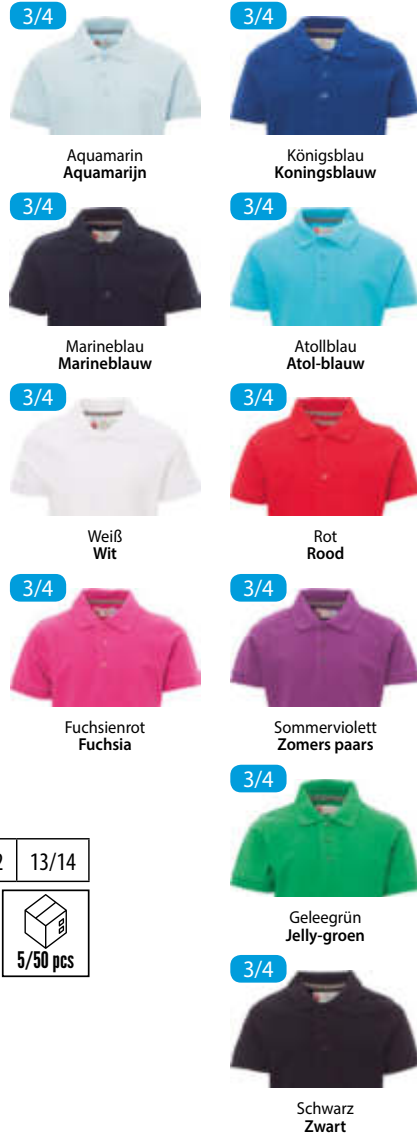 3/4
3/4
Aquamarin
Aquamarijn
Königsblau
Koningsblauw
3/4
3/4
Marineblau
Marineblauw
Atollblau
Atol-blauw
3/4
3/4
Weiß
Wit
Rot
Rood
3/4
3/4
Fuchsienrot
Fuchsia
Sommerviolett
Zomers paars
3/4
Geleegrün
Jelly-groen
2 13/14
5/50 pcs
3/4
Schwarz
Zwart